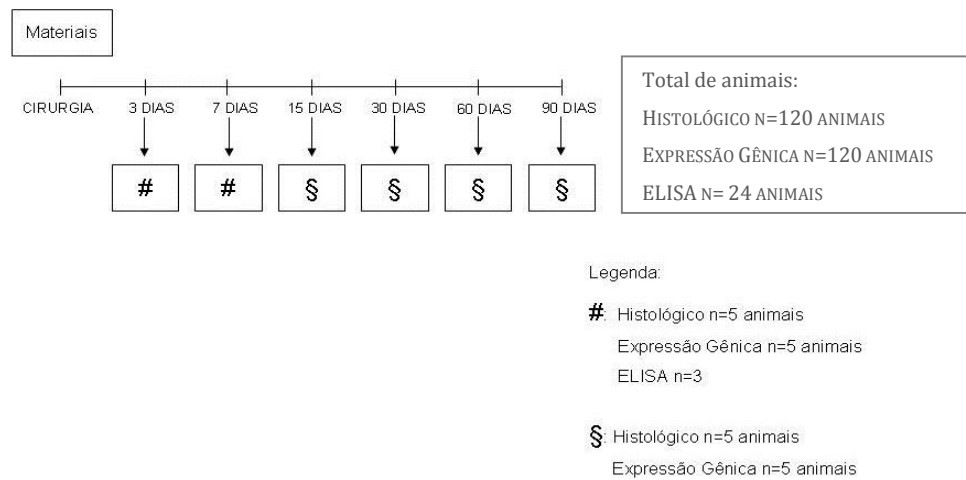 Materiais
CIRURGIA 3 DIAS 7 DIAS 15 DIAS 30 DIAS 60 DIAS 90 DIAS
# # § § § §
Total de animais:
HISTOLÓGICO N=120 ANIMAIS
EXPRESSÃO GÊNICA N=120 ANIMAIS
ELISA N= 24 ANIMAIS
Legenda:
#: Histológico n=5 animais
Expressão Gênica n=5 animais
ELISA n=3
§: Histológico n=5 animais
Expressão Gênica n=5 animais